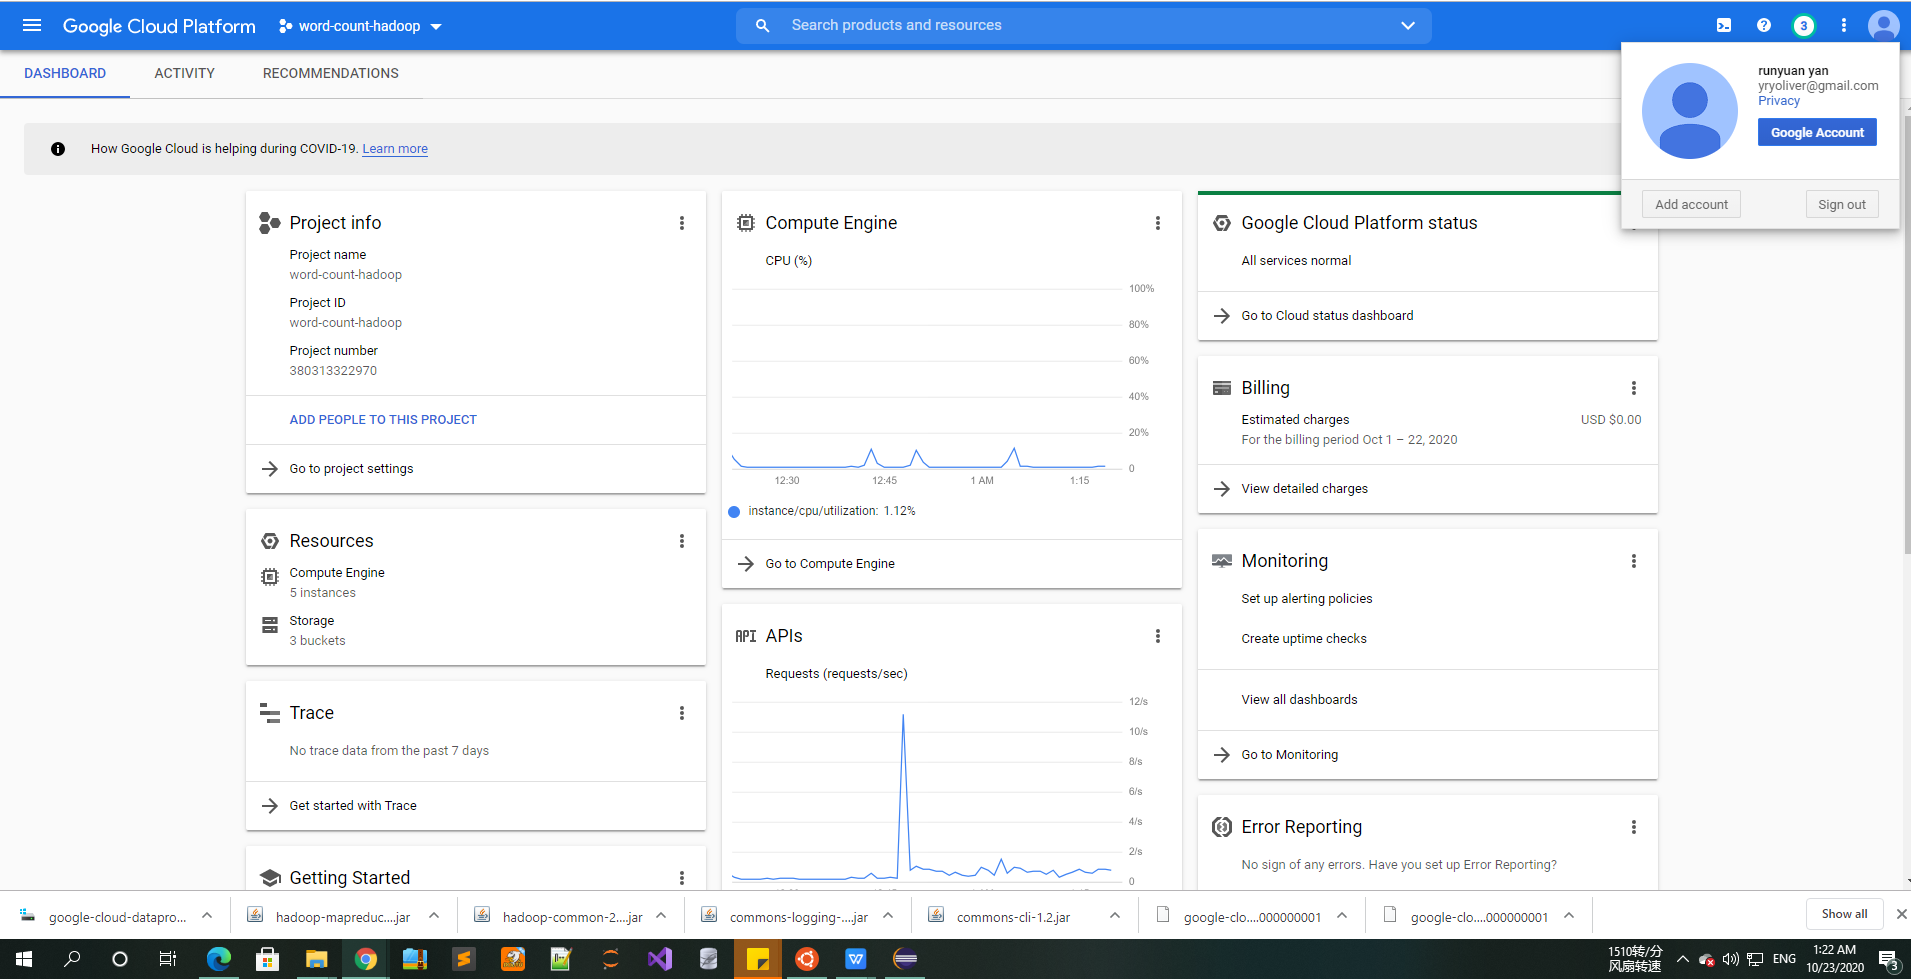 Google Cloud Platform
word-count-hadoop
Search products and resources
3
DASHBOARD
ACTIVITY
RECOMMENDATIONS
runyuan yan
yryoliver@gmail.com
Privacy
Google Account
Add account
Sign out
How Google Cloud is helping during COVID-19. Learn more
Project info
Project name
word-count-hadoop
Project ID
word-count-hadoop
Project number
380313322970
ADD PEOPLE TO THIS PROJECT
Go to project settings
Resources
Compute Engine
5 instances
Storage
3 buckets
Trace
No trace data from the past 7 days
Get started with Trace
Getting Started
Compute Engine
CPU (%)
100%
80%
60%
40%
20%
0
12:30
12:45
1 AM
1:15
instance/cpu/utilization: 1.12%
Go to Compute Engine
API APIs
Requests (requests/sec)
12/s
10/s
8/s
6/s
4/s
2/s
0
Google Cloud Platform status
All services normal
Go to Cloud status dashboard
Billing
Estimated charges
USD $0.00
For the billing period Oct 1 – 22, 2020
View detailed charges
Monitoring
Set up alerting policies
Create uptime checks
View all dashboards
Go to Monitoring
Error Reporting
No sign of any errors. Have you set up Error Reporting?
google-cloud-datapro...
hadoop-mapreduc....jar
hadoop-common-2....jar
commons-logging-...jar
commons-cli-1.2.jar
google-clo....000000001
google-clo....000000001
Show all
1510转/分
风扇转速
ENG
1:22 AM
10/23/2020
3